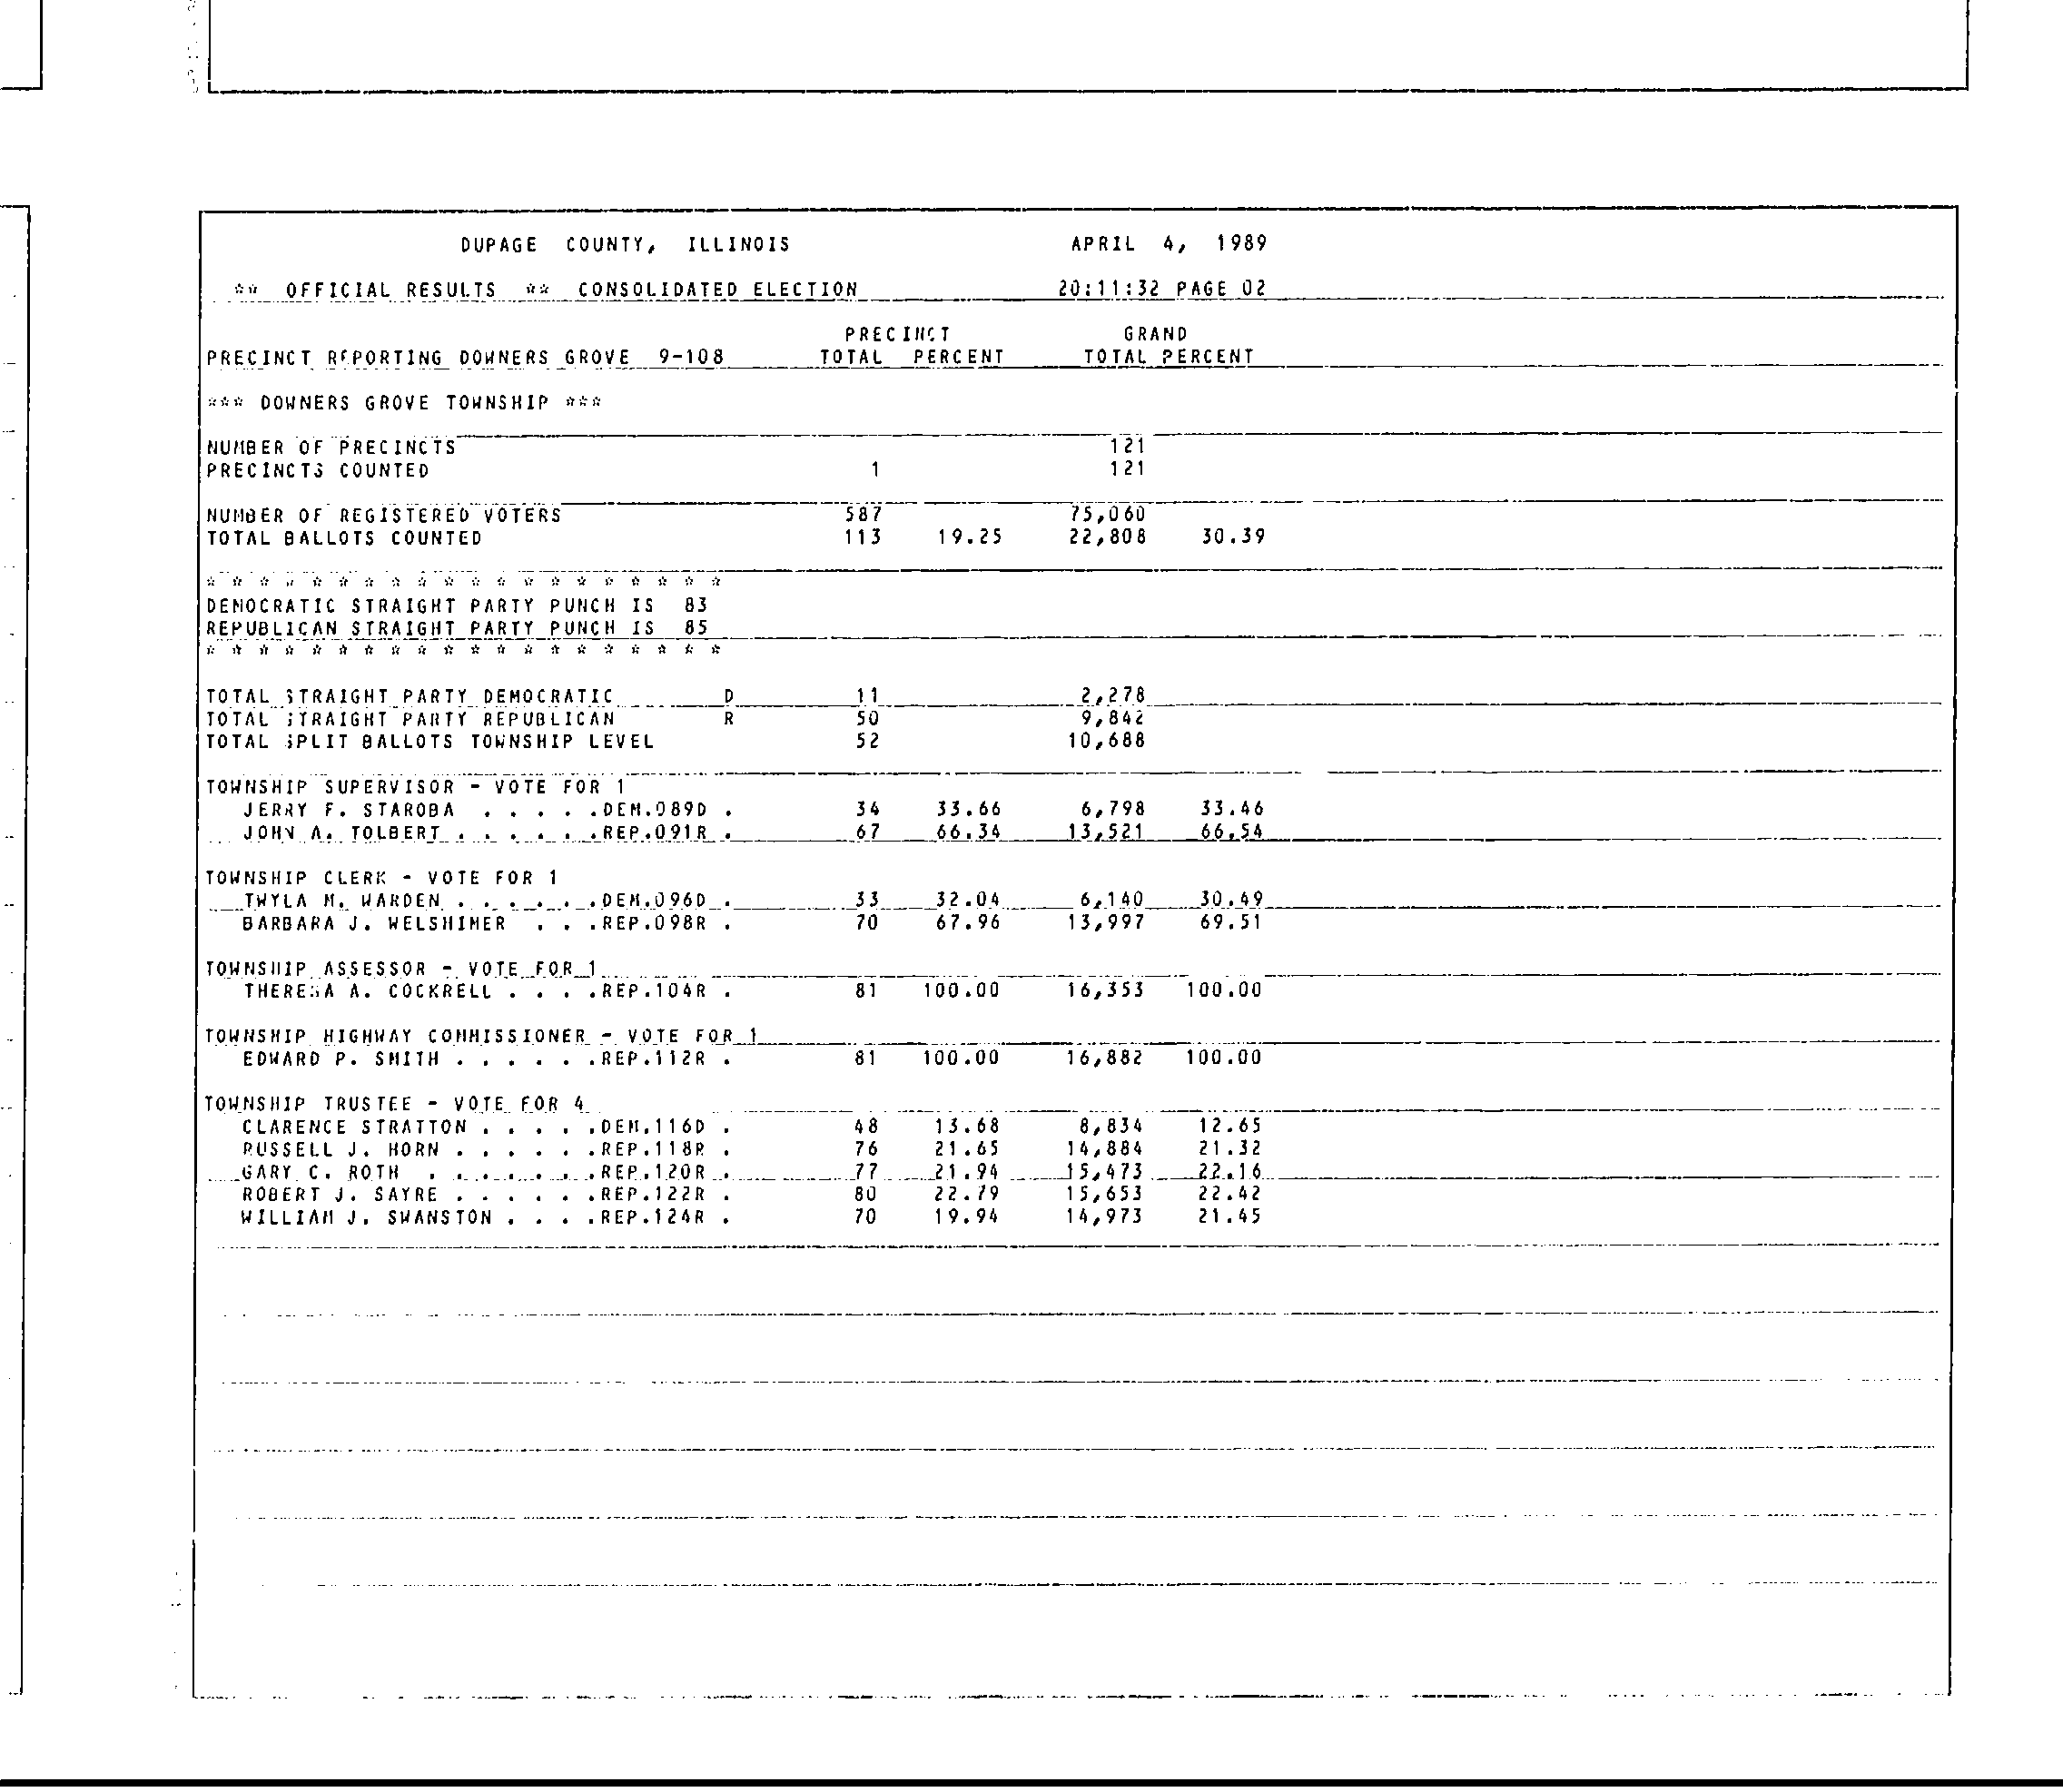 DUPAGE COUNTY, ILLINOIS APRIL 4, 1989
** OFFICIAL RESULTS ** CONSOLIDATED ELECTION 20:11:32 PAGE 02
PRECINCT GRAND
PRECINCT REPORTING DOWNERS GROVE 9-108 TOTAL PERCENT TOTAL PERCENT
*** DOWNERS GROVE TOWNSHIP ***
NUMBER OF PRECINCTS 121
PRECINCTS COUNTED 1 121
NUMBER OF REGISTERED VOTERS 587 75,060
TOTAL BALLOTS COUNTED 113 19.25 22,808 30.39
* * * * * * * * * * * * * * * * * * * *
DEMOCRATIC STRAIGHT PARTY PUNCH IS 83
REPUBLICAN STRAIGHT PARTY PUNCH IS 85
* * * * * * * * * * * * * * * * * * * *
TOTAL STRAIGHT PARTY DEMOCRATIC D 11 2,278
TOTAL STRAIGHT PARTY REPUBLICAN R 50 9,842
TOTAL SPLIT BALLOTS TOWNSHIP LEVEL 52 10,688
TOWNSHIP SUPERVISOR - VOTE FOR 1
JERRY F. STAROBA . . . . .DEM.089D . 34 33.66 6,798 33.46
JOHN A. TOLBERT . . . . . .REP.091R . 67 66.34 13,521 66.54
TOWNSHIP CLERK - VOTE FOR 1
TWYLA M. WARDEN . . . . . .DEM.096D . 33 32.04 6,140 30.49
BARBARA J. WELSHIMER . . .REP.098R . 70 67.96 13,997 69.51
TOWNSHIP ASSESSOR - VOTE FOR 1
THERESA A. COCKRELL . . . .REP.104R . 81 100.00 16,353 100.00
TOWNSHIP HIGHWAY COMMISSIONER - VOTE FOR 1
EDWARD P. SMITH . . . . . .REP.112R . 81 100.00 16,882 100.00
TOWNSHIP TRUSTEE - VOTE FOR 4
CLARENCE STRATTON . . . . .DEM.116D . 48 13.68 8,834 12.65
RUSSELL J. HORN . . . . . .REP.118R . 76 21.65 14,884 21.32
GARY C. ROTH . . . . . . .REP.120R . 77 21.94 15,473 22.16
ROBERT J. SAYRE . . . . . .REP.122R . 80 22.79 15,653 22.42
WILLIAM J. SWANSTON . . . .REP.124R . 70 19.94 14,973 21.45